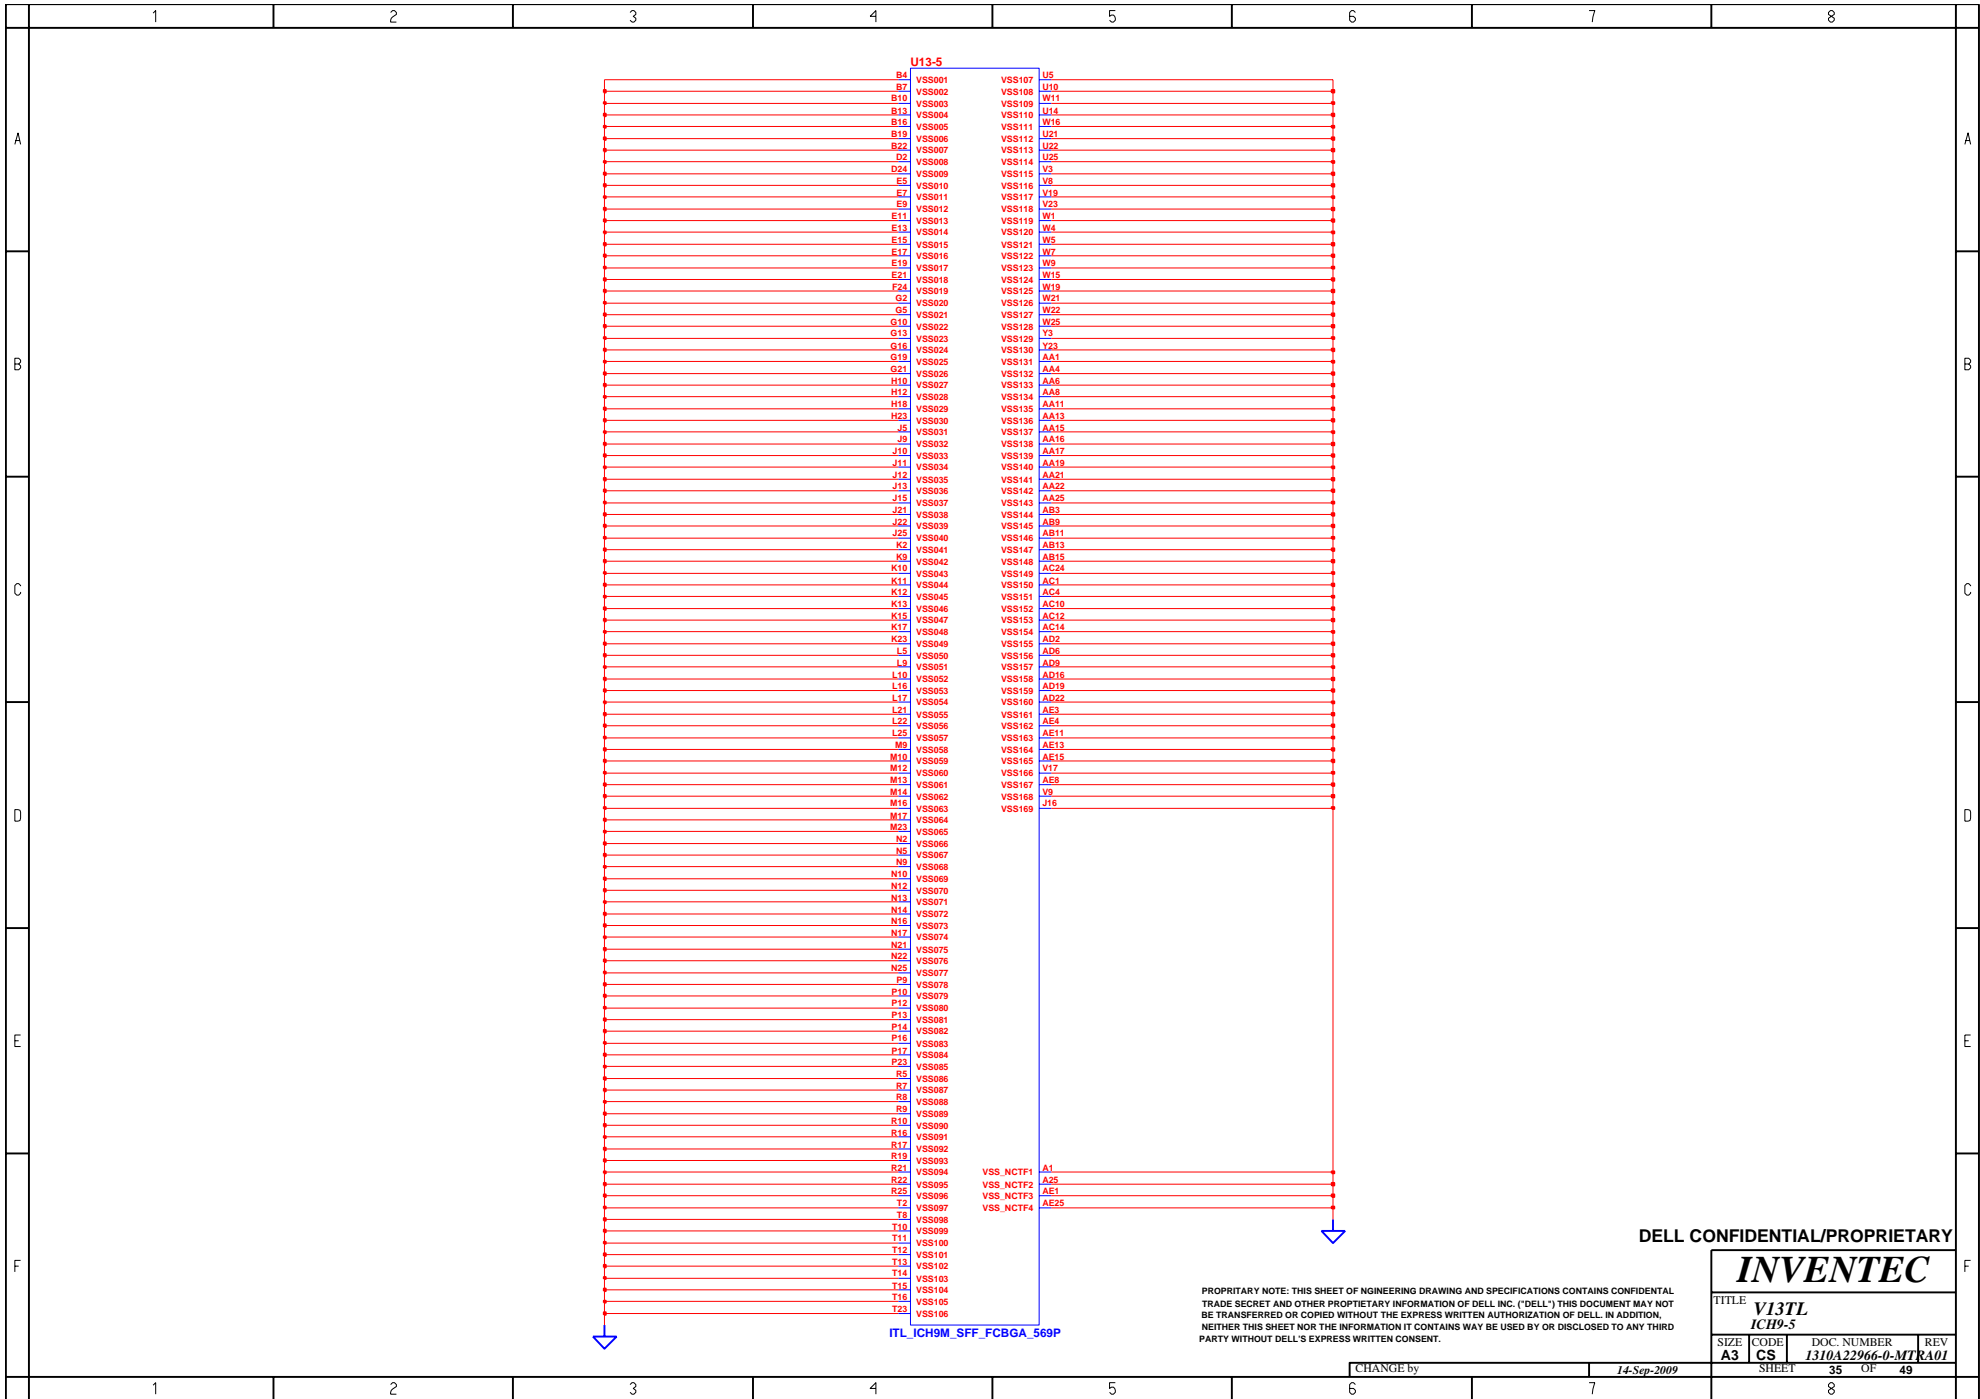 1 2 3 4 5 6 7 8
U13-5
B4 VSS001 VSS107 U5
B7 VSS002 VSS108 U10
B10 VSS003 VSS109 W11
B13 VSS004 VSS110 U14
B16 VSS005 VSS111 W16
B19 VSS006 VSS112 U21
A A
B22 VSS007 VSS113 U22
D2 VSS008 VSS114 U25
D24 VSS009 VSS115 V3
E5 VSS010 VSS116 V8
E7 VSS011 VSS117 V19
E9 VSS012 VSS118 V23
E11 VSS013 VSS119 W1
E13 VSS014 VSS120 W4
E15 VSS015 VSS121 W5
E17 VSS016 VSS122 W7
E19 VSS017 VSS123 W9
E21 VSS018 VSS124 W15
F24 VSS019 VSS125 W19
G2 VSS020 VSS126 W21
G5 VSS021 VSS127 W22
G10 VSS022 VSS128 W25
G13 VSS023 VSS129 Y3
G16 VSS024 VSS130 Y23
G19 VSS025 VSS131 AA1
B B
G21 VSS026 VSS132 AA4
H10 VSS027 VSS133 AA6
H12 VSS028 VSS134 AA8
H18 VSS029 VSS135 AA11
H23 VSS030 VSS136 AA13
J5 VSS031 VSS137 AA15
J9 VSS032 VSS138 AA16
J10 VSS033 VSS139 AA17
J11 VSS034 VSS140 AA19
J12 VSS035 VSS141 AA21
J13 VSS036 VSS142 AA22
J15 VSS037 VSS143 AA25
J21 VSS038 VSS144 AB3
J22 VSS039 VSS145 AB9
J25 VSS040 VSS146 AB11
K2 VSS041 VSS147 AB13
K9 VSS042 VSS148 AB15
K10 VSS043 VSS149 AC24
K11 VSS044 VSS150 AC1
C C
K12 VSS045 VSS151 AC4
K13 VSS046 VSS152 AC10
K15 VSS047 VSS153 AC12
K17 VSS048 VSS154 AC14
K23 VSS049 VSS155 AD2
L5 VSS050 VSS156 AD6
L9 VSS051 VSS157 AD9
L10 VSS052 VSS158 AD16
L16 VSS053 VSS159 AD19
L17 VSS054 VSS160 AD22
L21 VSS055 VSS161 AE3
L22 VSS056 VSS162 AE4
L25 VSS057 VSS163 AE11
M9 VSS058 VSS164 AE13
M10 VSS059 VSS165 AE15
M12 VSS060 VSS166 V17
M13 VSS061 VSS167 AE8
M14 VSS062 VSS168 V9
M16 VSS063 VSS169 J16
D D
M17 VSS064
M23 VSS065
N2 VSS066
N5 VSS067
N9 VSS068
N10 VSS069
N12 VSS070
N13 VSS071
N14 VSS072
N16 VSS073
N17 VSS074
N21 VSS075
N22 VSS076
N25 VSS077
P9 VSS078
P10 VSS079
P12 VSS080
P13 VSS081
P14 VSS082
E E
P16 VSS083
P17 VSS084
P23 VSS085
R5 VSS086
R7 VSS087
R8 VSS088
R9 VSS089
R10 VSS090
R16 VSS091
R17 VSS092
R19 VSS093
R21 VSS094 VSS_NCTF1 A1
R22 VSS095 VSS_NCTF2 A25
R25 VSS096 VSS_NCTF3 AE1
T2 VSS097 VSS_NCTF4 AE25
T8 VSS098
T10 VSS099
T11 VSS100
T12 VSS101
T13 VSS102
F F
T14 VSS103
T15 VSS104
T16 VSS105
T23 VSS106
ITL_ICH9M_SFF_FCBGA_569P
DELL CONFIDENTIAL/PROPRIETARY
PROPRITARY NOTE: THIS SHEET OF NGINEERING DRAWING AND SPECIFICATIONS CONTAINS CONFIDENTAL
TRADE SECRET AND OTHER PROPTIETARY INFORMATION OF DELL INC. ("DELL") THIS DOCUMENT MAY NOT
BE TRANSFERRED OR COPIED WITHOUT THE EXPRESS WRITTEN AUTHORIZATION OF DELL. IN ADDITION,
NEITHER THIS SHEET NOR THE INFORMATION IT CONTAINS WAY BE USED BY OR DISCLOSED TO ANY THIRD
PARTY WITHOUT DELL'S EXPRESS WRITTEN CONSENT.
INVENTEC
TITLE V13TL
ICH9-5
SIZE CODE DOC. NUMBER REV
A3 CS 1310A22966-0-MTRA01
CHANGE by 14-Sep-2009 SHEET 35 OF 49
1 2 3 4 5 6 7 8